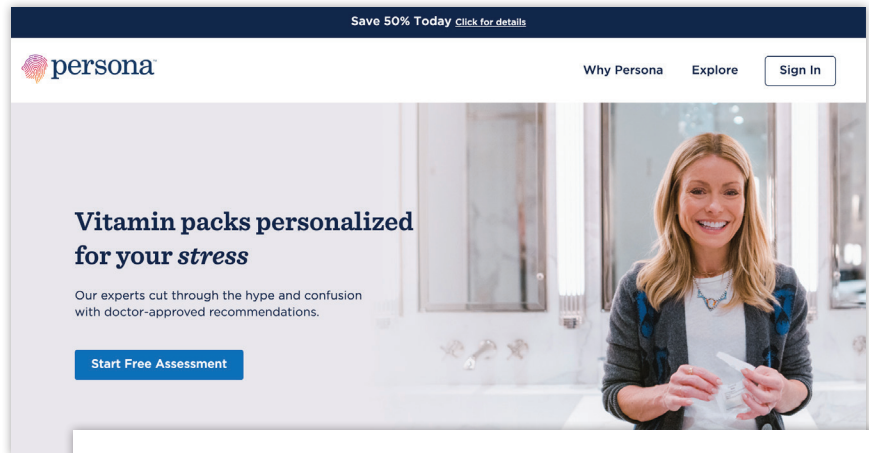 Save 50% Today Click for details
persona
Why Persona Explore Sign In
Vitamin packs personalized
for your stress
Our experts cut through the hype and confusion
with doctor-approved recommendations.
Start Free Assessment